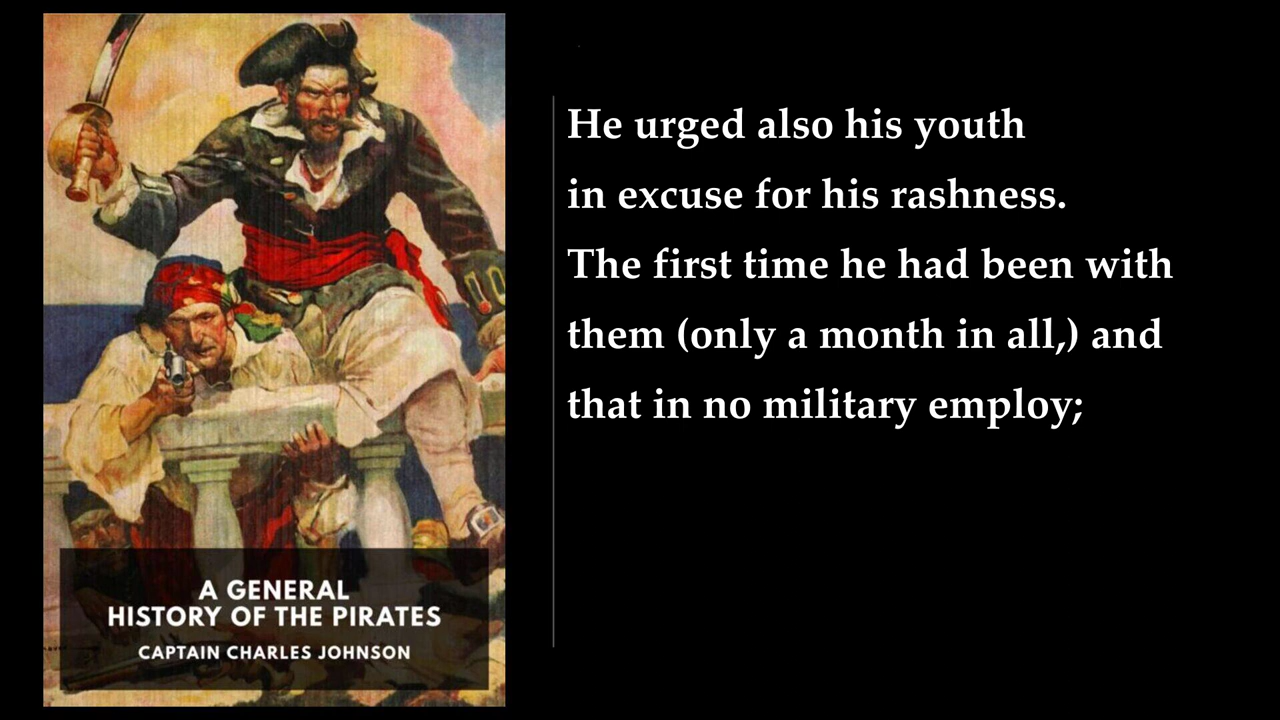 He urged also his youth
in excuse for his rashness.
The first time he had been with
them (only a month in all,) and
that in no military employ;
A GENERAL
HISTORY OF THE PIRATES
CAPTAIN CHARLES JOHNSON